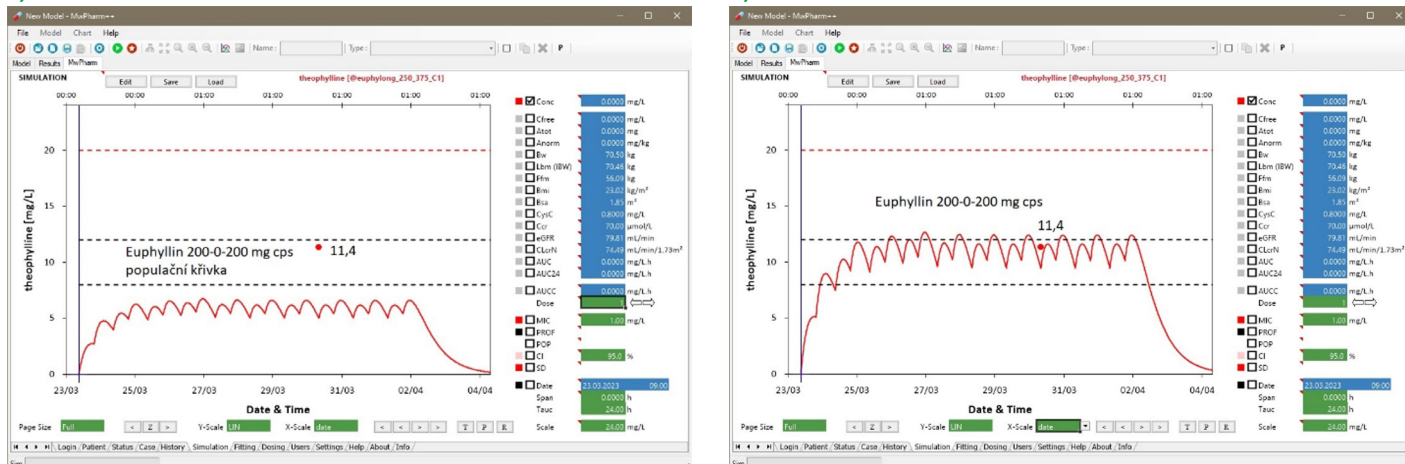 New Model - MwPharm++
File Model Chart Help
Name: Type: P
Model Results MwPharm
SIMULATION Edit Save Load theophylline [@euphylong_250_375_C1]
00:00 00:00 01:00 01:00 01:00 01:00 01:00
20
15
10
5
0
theophylline [mg/L]
Euphyllin 200-0-200 mg cps
populační křivka
11,4
23/03 25/03 27/03 29/03 31/03 02/04 04/04
Date & Time
Conc 0.0000 mg/L
Cfree 0.0000 mg/L
Atot 0.0000 mg
Anorm 0.0000 mg/kg
Bw 70.50 kg
Lbm (IBW) 70.46 kg
Ffm 56.09 kg
Bmi 23.02 kg/m²
Bsa 1.85 m²
CysC 0.8000 mg/L
Ccr 70.00 µmol/L
eGFR 79.81 mL/min
CLcrN 74.49 mL/min/1.73m²
AUC 0.0000 mg/L.h
AUC24 0.0000 mg/L.h
AUCC 0.0000 mg/L.h
Dose 1
MIC 1.00 mg/L
PROF
POP
CI 95.0 %
SD
Date 23.03.2023 09:00
Span 0.0000 h
Tauc 24.00 h
Page Size Full < Z > Y-Scale LIN X-Scale date < < > > T P R Scale 24.00 mg/L
Login Patient Status Case History Simulation Fitting Dosing Users Settings Help About Info
Sim
New Model - MwPharm++
File Model Chart Help
Name: Type: P
Model Results MwPharm
SIMULATION Edit Save Load theophylline [@euphylong_250_375_C1]
00:00 00:00 01:00 01:00 01:00 01:00 01:00
20
15
10
5
0
theophylline [mg/L]
Euphyllin 200-0-200 mg cps
11,4
23/03 25/03 27/03 29/03 31/03 02/04 04/04
Date & Time
Conc 0.0000 mg/L
Cfree 0.0000 mg/L
Atot 0.0000 mg
Anorm 0.0000 mg/kg
Bw 70.50 kg
Lbm (IBW) 70.46 kg
Ffm 56.09 kg
Bmi 23.02 kg/m²
Bsa 1.85 m²
CysC 0.8000 mg/L
Ccr 70.00 µmol/L
eGFR 79.81 mL/min
CLcrN 74.49 mL/min/1.73m²
AUC 0.0000 mg/L.h
AUC24 0.0000 mg/L.h
AUCC 0.0000 mg/L.h
Dose 1
MIC 1.00 mg/L
PROF
POP
CI 95.0 %
SD
Date 23.03.2023 09:00
Span 0.0000 h
Tauc 24.00 h
Page Size Full < Z > Y-Scale LIN X-Scale date < < > > T P R Scale 24.00 mg/L
Login Patient Status Case History Simulation Fitting Dosing Users Settings Help About Info